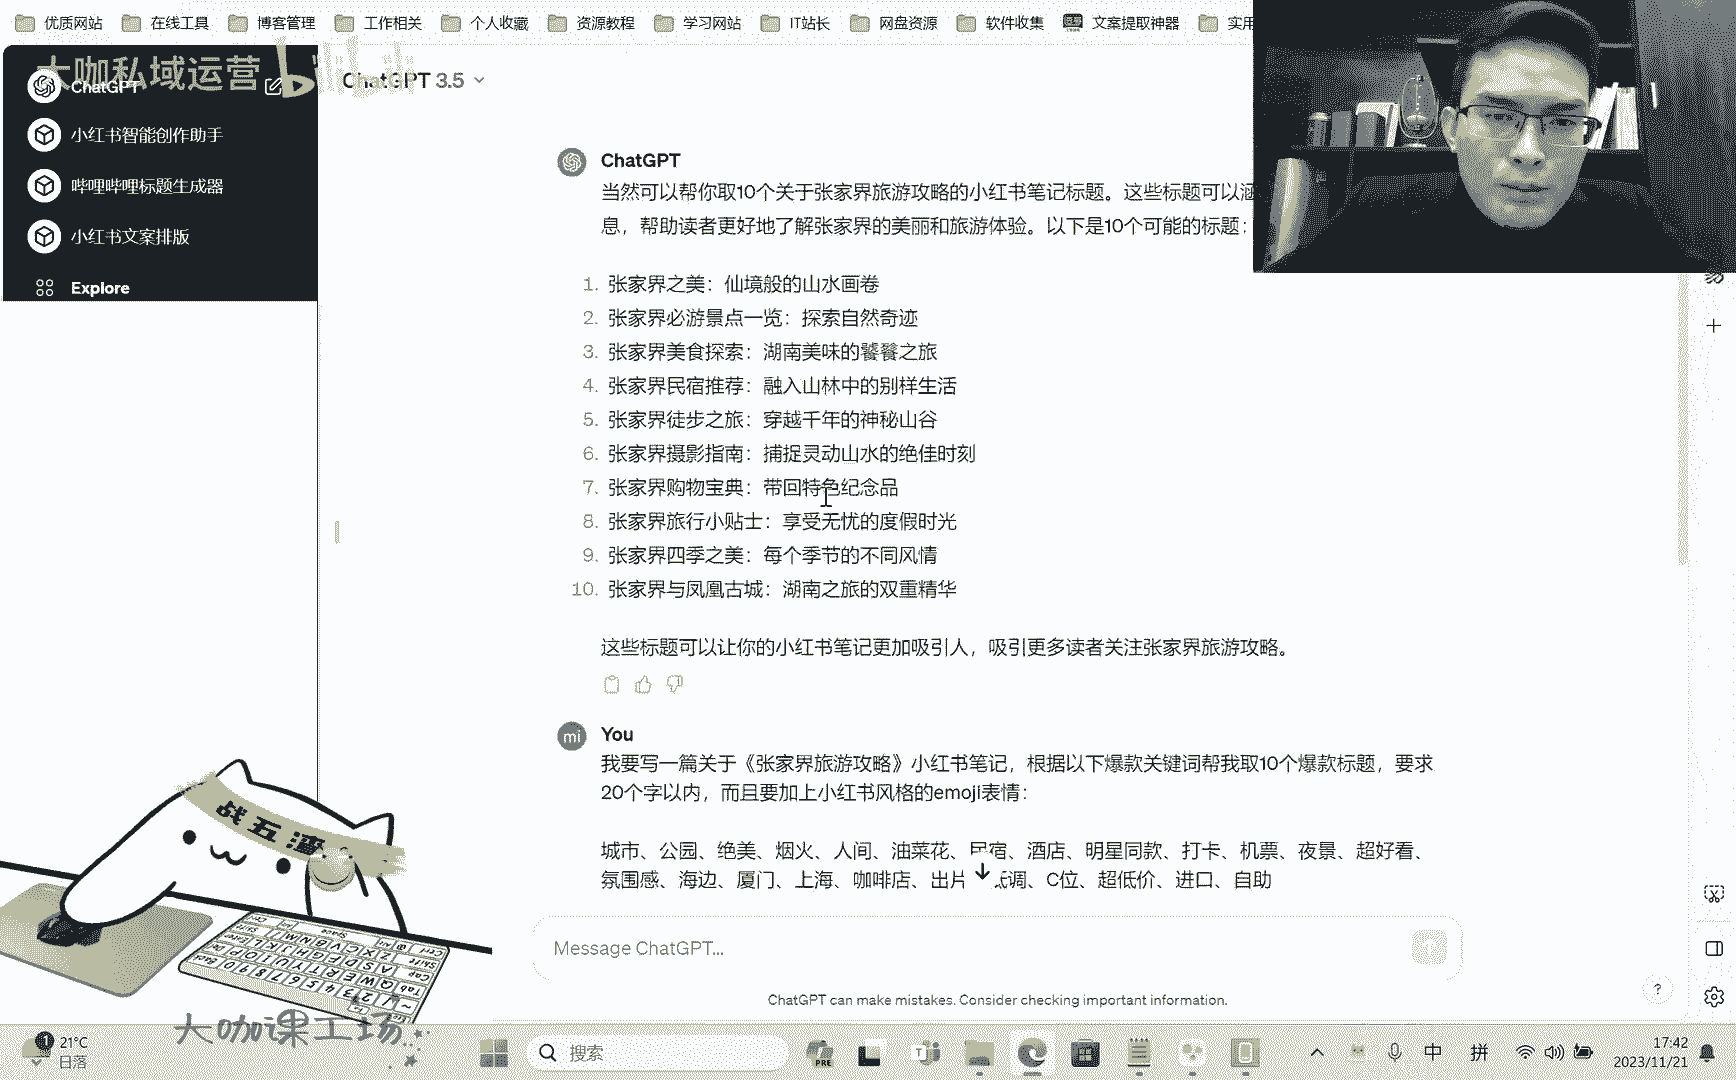 优质网站 在线工具 博客管理 工作相关 个人收藏 资源教程 学习网站 IT站长 网盘资源 软件收集 文案提取神器 实用
大咖私域运营 bilibili
ChatGPT
ChatGPT 3.5
小红书智能创作助手
哔哩哔哩标题生成器
小红书文案排版
Explore
ChatGPT
当然可以帮你取10个关于张家界旅游攻略的小红书笔记标题。这些标题可以涵
息，帮助读者更好地了解张家界的美丽和旅游体验。以下是10个可能的标题：
1. 张家界之美：仙境般的山水画卷
2. 张家界必游景点一览：探索自然奇迹
3. 张家界美食探索：湖南美味的饕餮之旅
4. 张家界民宿推荐：融入山林中的别样生活
5. 张家界徒步之旅：穿越千年的神秘山谷
6. 张家界摄影指南：捕捉灵动山水的绝佳时刻
7. 张家界购物宝典：带回特色纪念品
8. 张家界旅行小贴士：享受无忧的度假时光
9. 张家界四季之美：每个季节的不同风情
10. 张家界与凤凰古城：湖南之旅的双重精华
这些标题可以让你的小红书笔记更加吸引人，吸引更多读者关注张家界旅游攻略。
mi You
我要写一篇关于《张家界旅游攻略》小红书笔记，根据以下爆款关键词帮我取10个爆款标题，要求
20个字以内，而且要加上小红书风格的emoji表情：
城市、公园、绝美、烟火、人间、油菜花、民宿、酒店、明星同款、打卡、机票、夜景、超好看、
氛围感、海边、厦门、上海、咖啡店、出片、低调、C位、超低价、进口、自助
Message ChatGPT...
ChatGPT can make mistakes. Consider checking important information.
?
战五渣
大咖课工场
1
21°C
日落
搜索
PRE
中 拼
17:42
2023/11/21